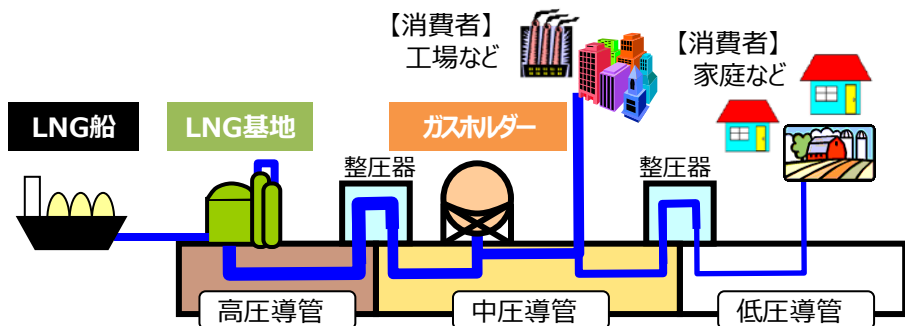 【消費者】
工場など
【消費者】
家庭など
LNG船
LNG基地
ガスホルダー
整圧器
整圧器
高圧導管
中圧導管
低圧導管